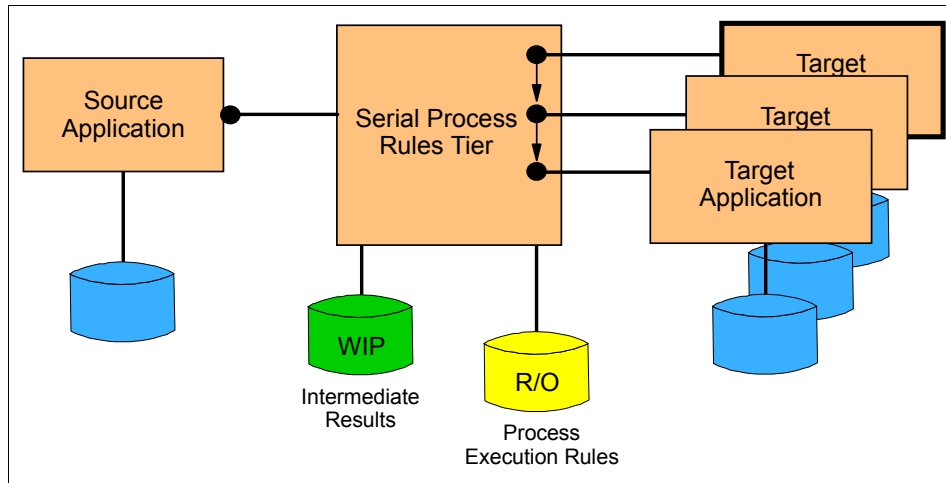 Source
Application
Serial Process
Rules Tier
Target
Target
Target
Application
WIP
Intermediate
Results
R/O
Process
Execution Rules